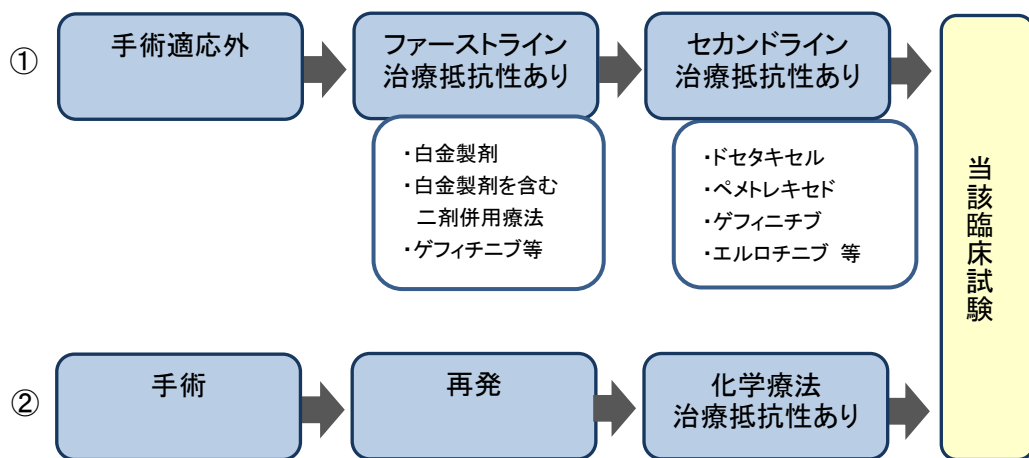 ①
手術適応外
ファーストライン
治療抵抗性あり
セカンドライン
治療抵抗性あり
・白金製剤
・白金製剤を含む
二剤併用療法
・ゲフィチニブ等
・ドセタキセル
・ペメトレキセド
・ゲフィニチブ
・エルロチニブ 等
当該臨床試験
②
手術
再発
化学療法
治療抵抗性あり